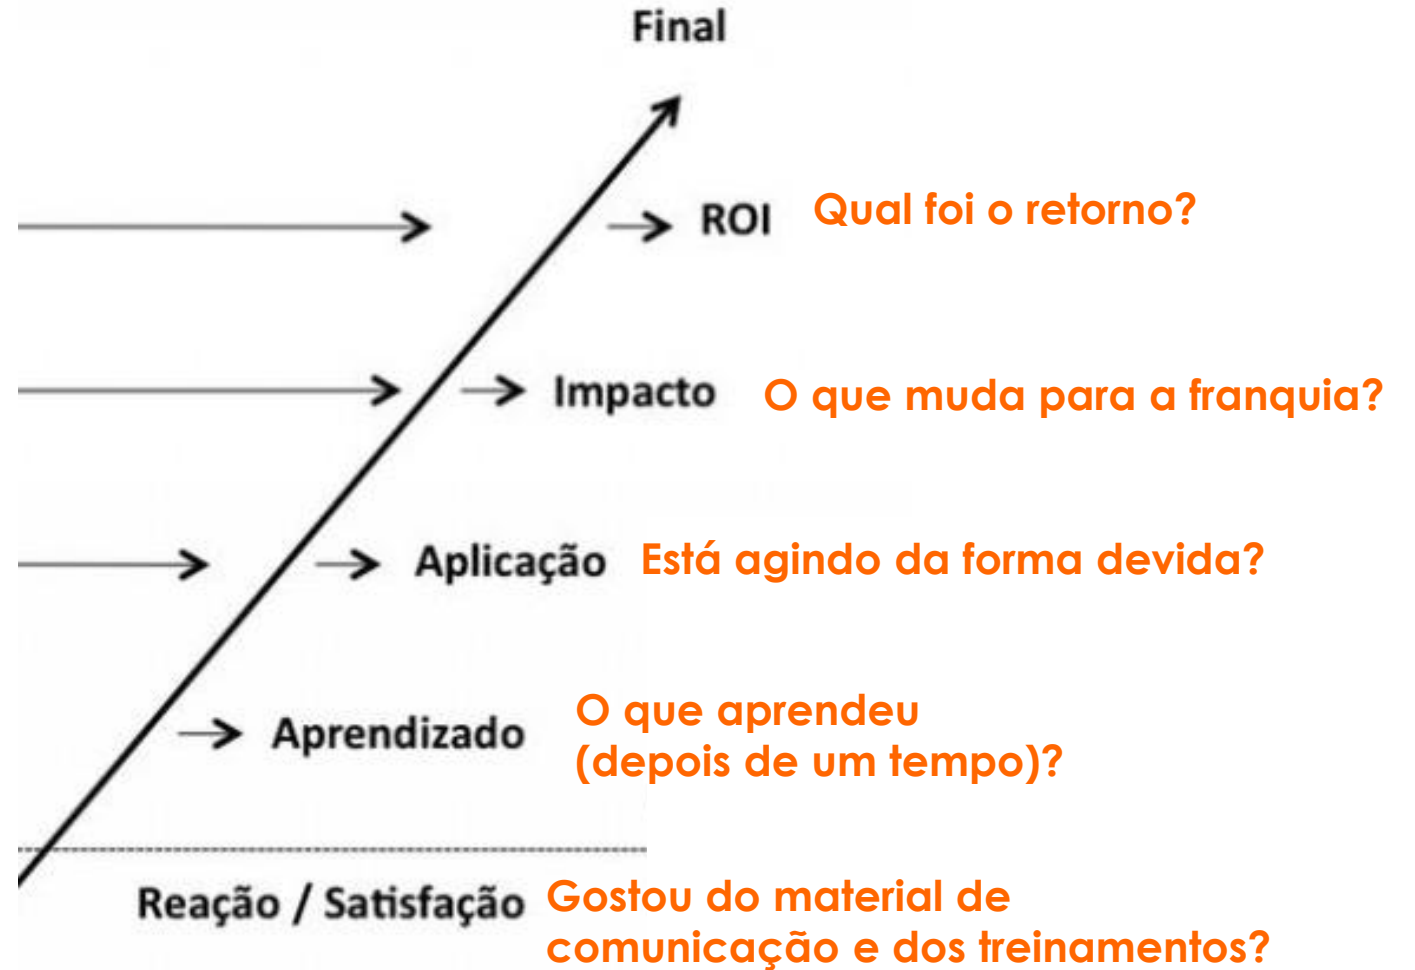 Final
ROI Qual foi o retorno?
Impacto O que muda para a franquia?
Aplicação Está agindo da forma devida?
Aprendizado O que aprendeu
(depois de um tempo)?
Reação / Satisfação Gostou do material de
comunicação e dos treinamentos?